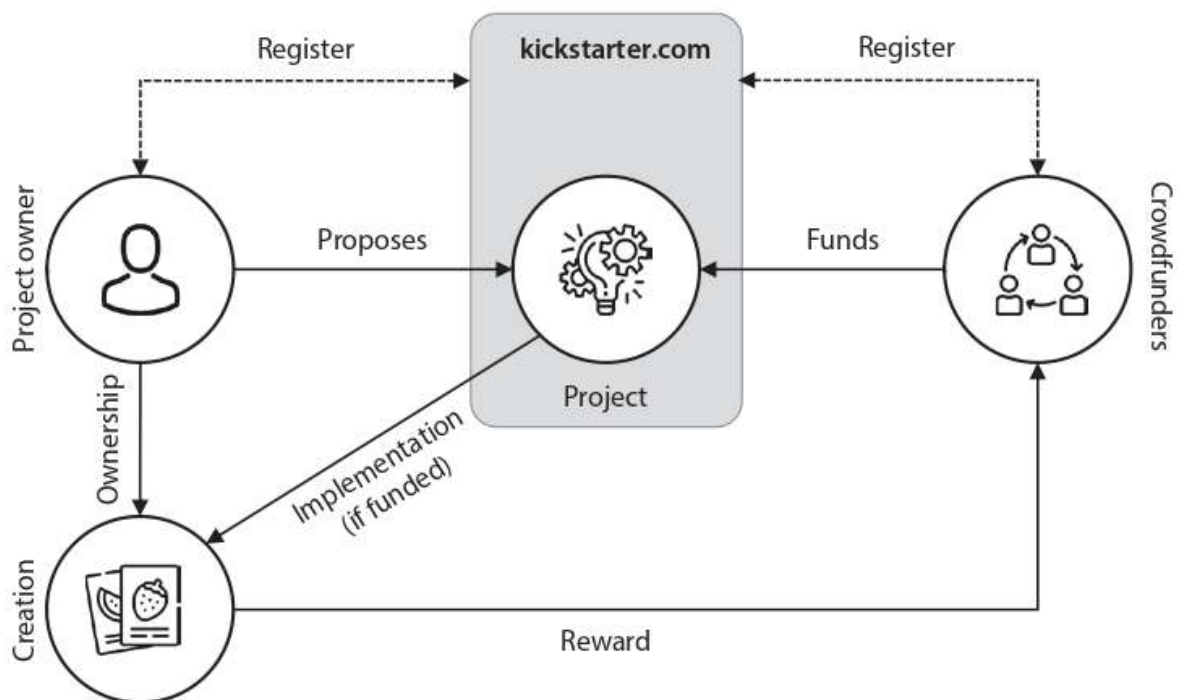 Register
kickstarter.com
Register
Project owner
Proposes
Funds
Crowdfunders
Project
Ownership
Implementation
(if funded)
Creation
Reward